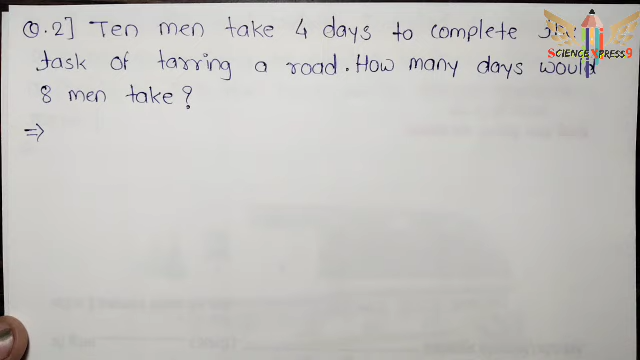 Q.2] Ten men take 4 days to complete the
task of tarring a road. How many days would
8 men take?
⇒
SCIENCE XPRESS9